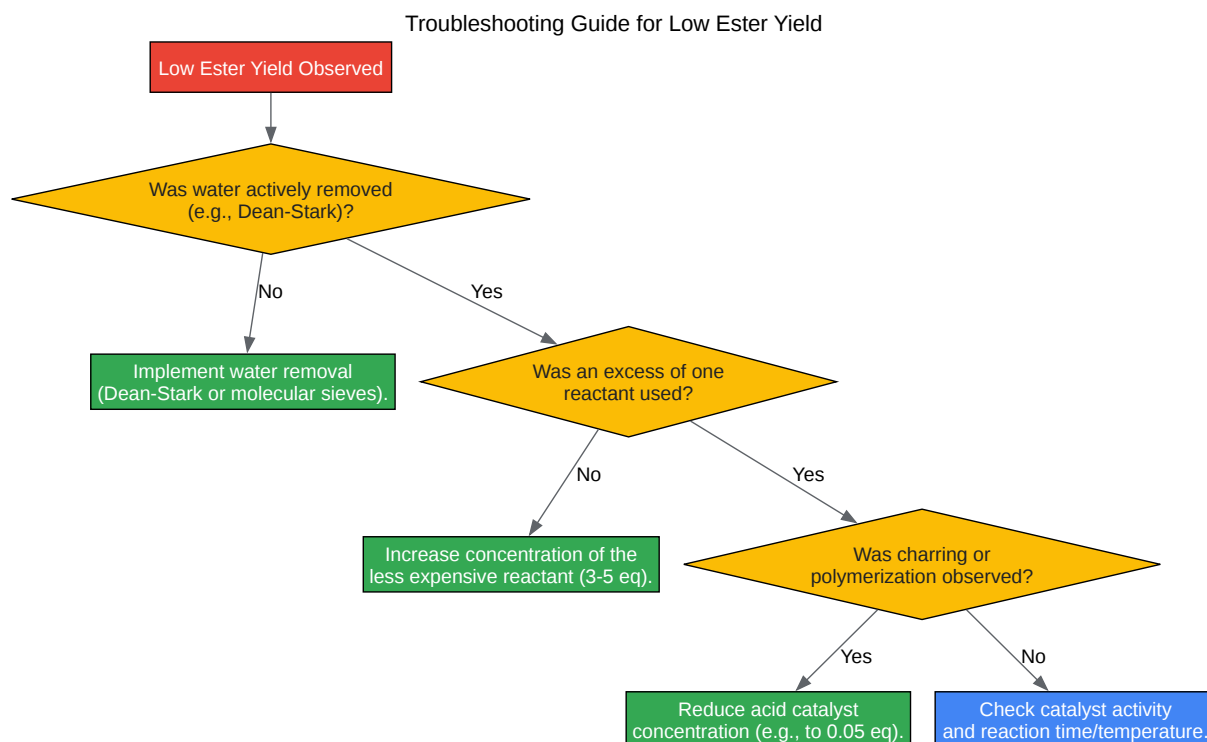 Troubleshooting Guide for Low Ester Yield
Low Ester Yield Observed
Was water actively removed
(e.g., Dean-Stark)?
No
Yes
Implement water removal
(Dean-Stark or molecular sieves).
Was an excess of one
reactant used?
No
Yes
Increase concentration of the
less expensive reactant (3-5 eq).
Was charring or
polymerization observed?
Yes
No
Reduce acid catalyst
concentration (e.g., to 0.05 eq).
Check catalyst activity
and reaction time/temperature.